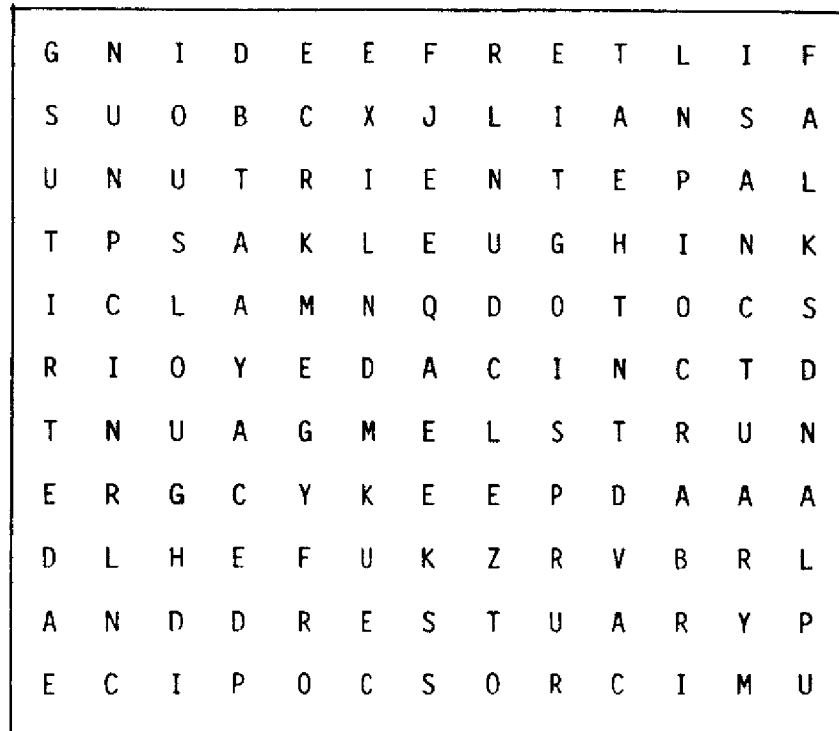 G N I D E E F R E T L I F
S U O B C X J L I A N S A
U N U T R I E N T E P A L
T P S A K L E U G H I N K
I C L A M N Q D O T O C S
R I O Y E D A C I N C T D
T N U A G M E L S T R U N
E R G C Y K E E P D A A A
D L H E F U K Z R V B R L
A N D D R E S T U A R Y P
E C I P O C S O R C I M U